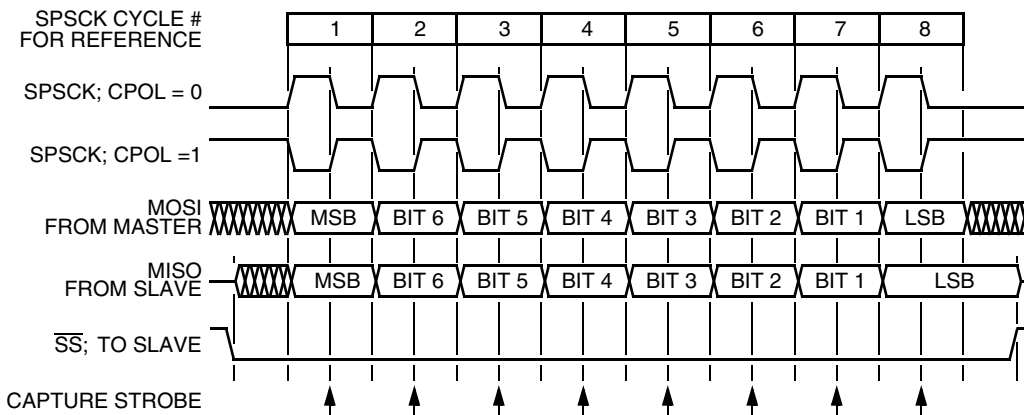 SPSCK CYCLE #
FOR REFERENCE
1 2 3 4 5 6 7 8
SPSCK; CPOL = 0
SPSCK; CPOL =1
MOSI
FROM MASTER
MSB BIT 6 BIT 5 BIT 4 BIT 3 BIT 2 BIT 1 LSB
MISO
FROM SLAVE
MSB BIT 6 BIT 5 BIT 4 BIT 3 BIT 2 BIT 1 LSB
S̅S̅; TO SLAVE
CAPTURE STROBE